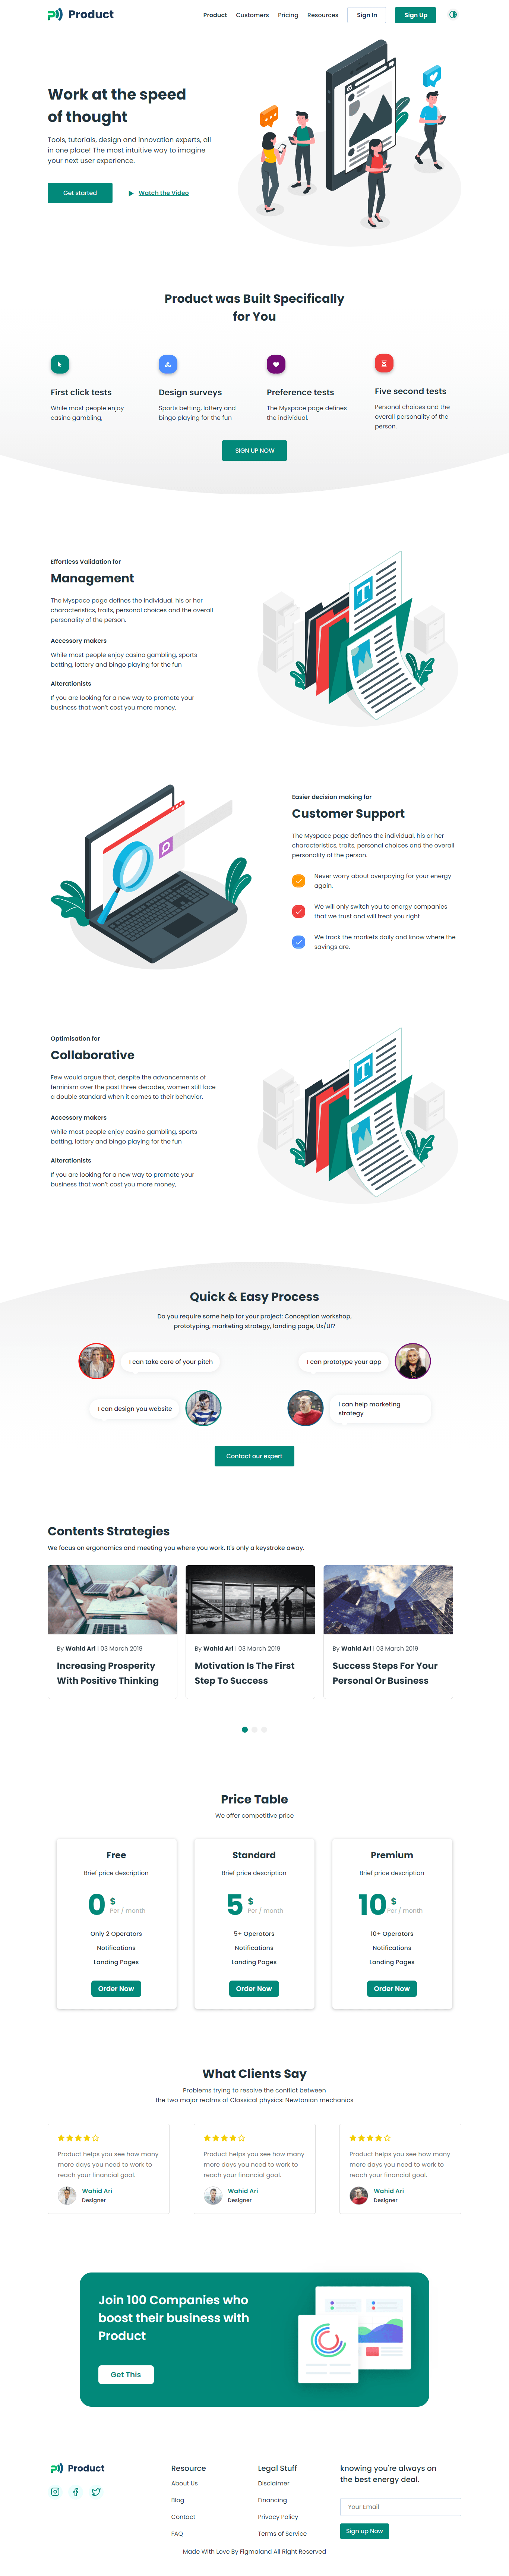 Product
Product
Customers
Pricing
Resources
Sign In
Sign Up
Work at the speed
of thought
Tools, tutorials, design and innovation experts, all
in one place! The most intuitive way to imagine
your next user experience.
Get started
Watch the Video
Product was Built Specifically
for You
First click tests
While most people enjoy
casino gambling,
Design surveys
Sports betting, lottery and
bingo playing for the fun
Preference tests
The Myspace page defines
the individual.
Five second tests
Personal choices and the
overall personality of the
person.
SIGN UP NOW
Effortless Validation for
Management
The Myspace page defines the individual, his or her
characteristics, traits, personal choices and the overall
personality of the person.
Accessory makers
While most people enjoy casino gambling, sports
betting, lottery and bingo playing for the fun
Alterationists
If you are looking for a new way to promote your
business that won't cost you more money,
T
Easier decision making for
Customer Support
The Myspace page defines the individual, his or her
characteristics, traits, personal choices and the overall
personality of the person.
Never worry about overpaying for your energy
again.
We will only switch you to energy companies
that we trust and will treat you right
We track the markets daily and know where the
savings are.
Optimisation for
Collaborative
Few would argue that, despite the advancements of
feminism over the past three decades, women still face
a double standard when it comes to their behavior.
Accessory makers
While most people enjoy casino gambling, sports
betting, lottery and bingo playing for the fun
Alterationists
If you are looking for a new way to promote your
business that won't cost you more money,
T
Quick & Easy Process
Do you require some help for your project: Conception workshop,
prototyping, marketing strategy, landing page, Ux/UI?
I can take care of your pitch
I can prototype your app
I can design you website
I can help marketing
strategy
Contact our expert
Contents Strategies
We focus on ergonomics and meeting you where you work. It's only a keystroke away.
By Wahid Ari | 03 March 2019
Increasing Prosperity
With Positive Thinking
By Wahid Ari | 03 March 2019
Motivation Is The First
Step To Success
By Wahid Ari | 03 March 2019
Success Steps For Your
Personal Or Business
Price Table
We offer competitive price
Free
Brief price description
0 $
Per / month
Only 2 Operators
Notifications
Landing Pages
Order Now
Standard
Brief price description
5 $
Per / month
5+ Operators
Notifications
Landing Pages
Order Now
Premium
Brief price description
10 $
Per / month
10+ Operators
Notifications
Landing Pages
Order Now
What Clients Say
Problems trying to resolve the conflict between
the two major realms of Classical physics: Newtonian mechanics
Product helps you see how many
more days you need to work to
reach your financial goal.
Wahid Ari
Designer
Product helps you see how many
more days you need to work to
reach your financial goal.
Wahid Ari
Designer
Product helps you see how many
more days you need to work to
reach your financial goal.
Wahid Ari
Designer
Join 100 Companies who
boost their business with
Product
Get This
Product
Resource
About Us
Blog
Contact
FAQ
Legal Stuff
Disclaimer
Financing
Privacy Policy
Terms of Service
knowing you're always on
the best energy deal.
Your Email
Sign up Now
Made With Love By Figmaland All Right Reserved